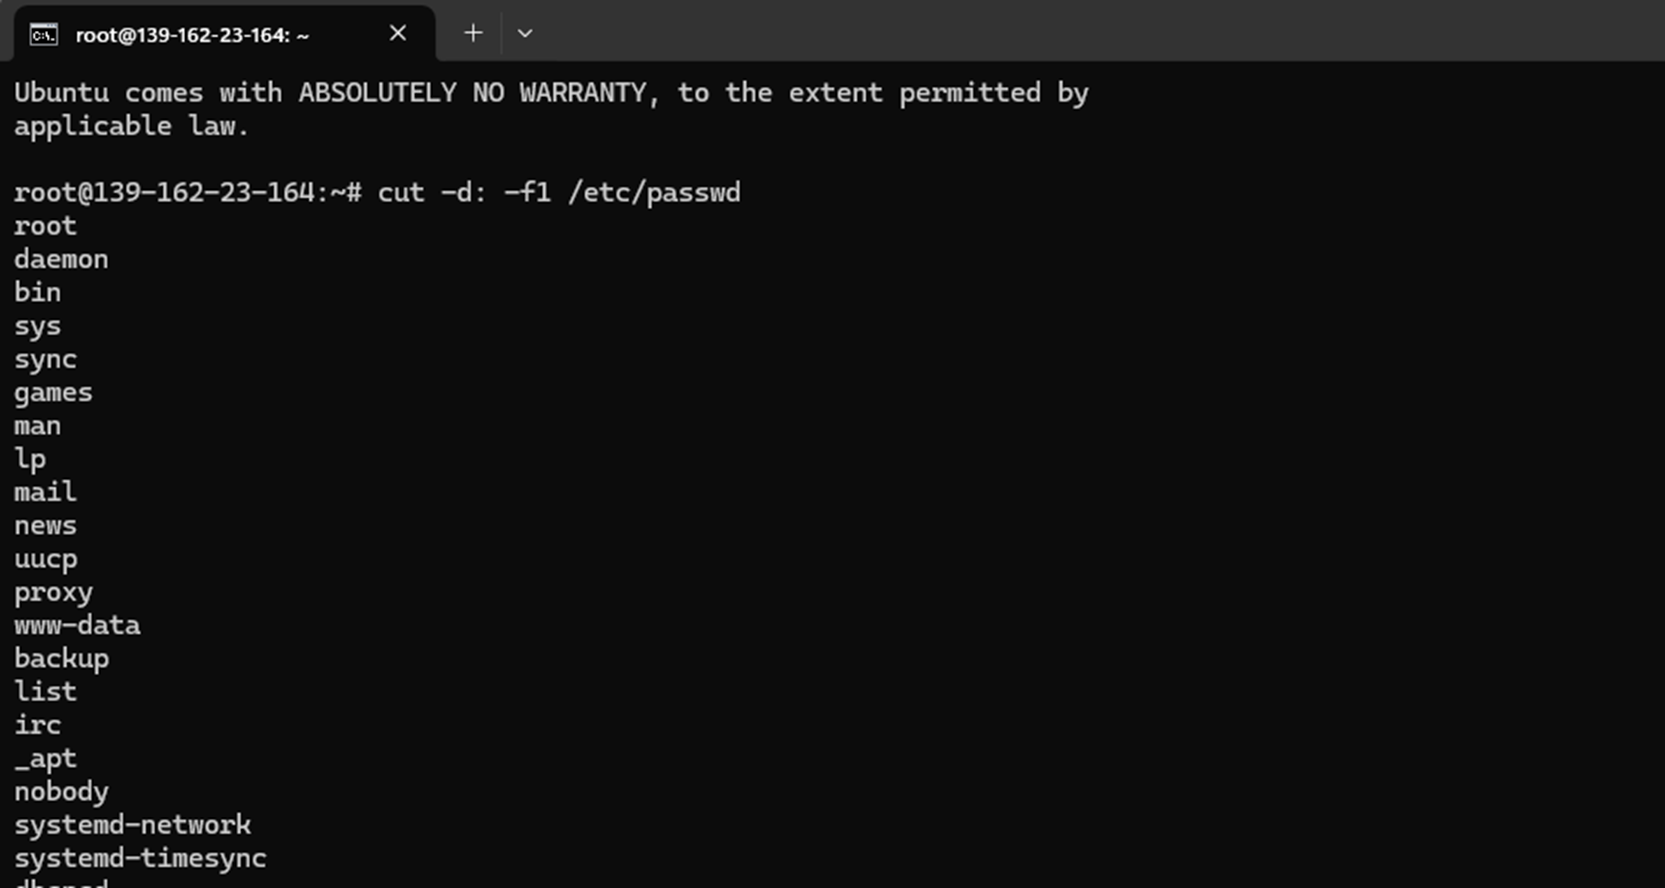 root@139-162-23-164: ~
Ubuntu comes with ABSOLUTELY NO WARRANTY, to the extent permitted by
applicable law.
root@139-162-23-164:~# cut -d: -f1 /etc/passwd
root
daemon
bin
sys
sync
games
man
lp
mail
news
uucp
proxy
www-data
backup
list
irc
_apt
nobody
systemd-network
systemd-timesync